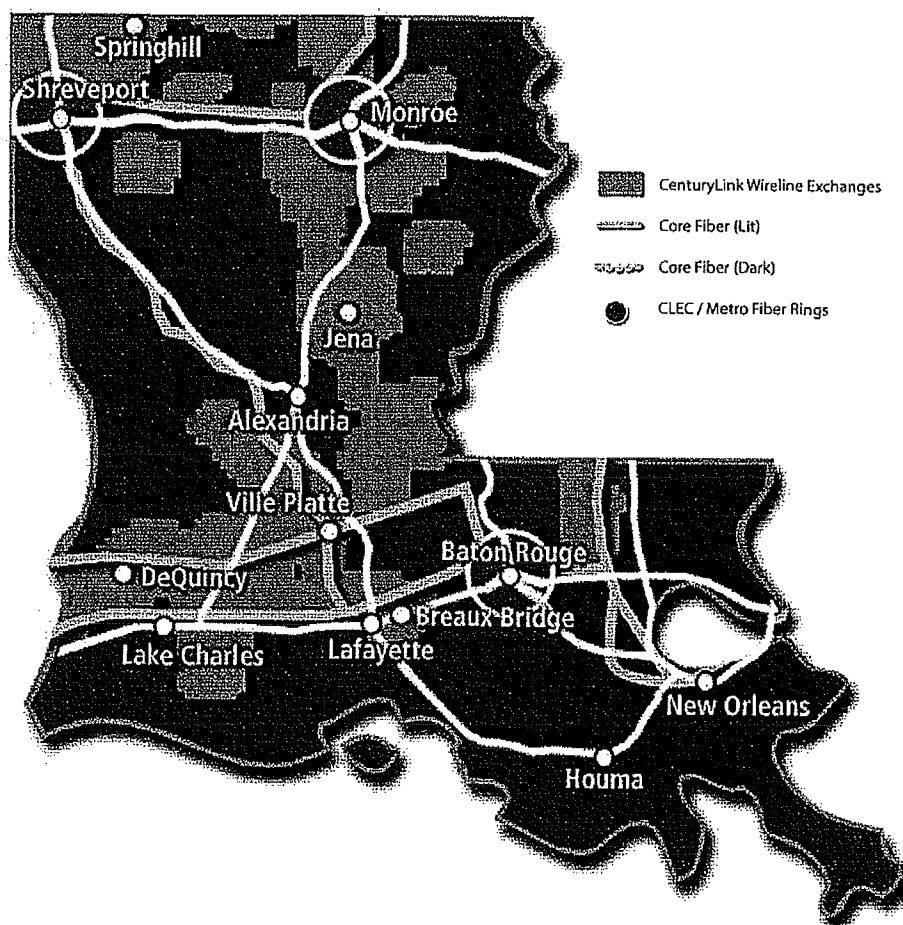 Springhill
Shreveport
Monroe
CenturyLink Wireline Exchanges
Core Fiber (Lit)
Core Fiber (Dark)
CLEC / Metro Fiber Rings
Jena
Alexandria
Ville Platte
Baton Rouge
DeQuincy
Breaux Bridge
Lake Charles
Lafayette
New Orleans
Houma